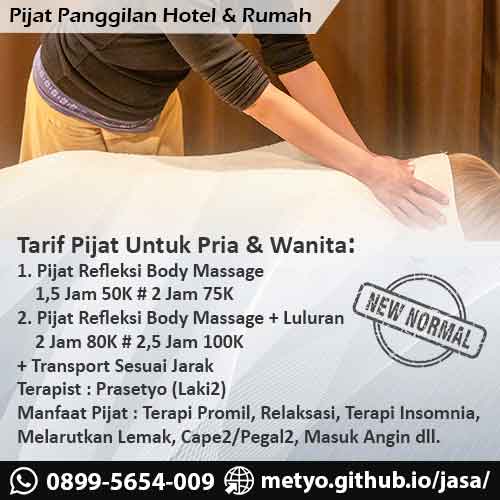 Pijat Panggilan Hotel & Rumah
Tarif Pijat Untuk Pria & Wanita:
1. Pijat Refleksi Body Massage
1,5 Jam 50K # 2 Jam 75K
2. Pijat Refleksi Body Massage + Luluran
2 Jam 80K # 2,5 Jam 100K
+ Transport Sesuai Jarak
Terapist : Prasetyo (Laki2)
Manfaat Pijat : Terapi Promil, Relaksasi, Terapi Insomnia,
Melarutkan Lemak, Cape2/Pegal2, Masuk Angin dll.
NEW NORMAL
0899-5654-009 metyo.github.io/jasa/